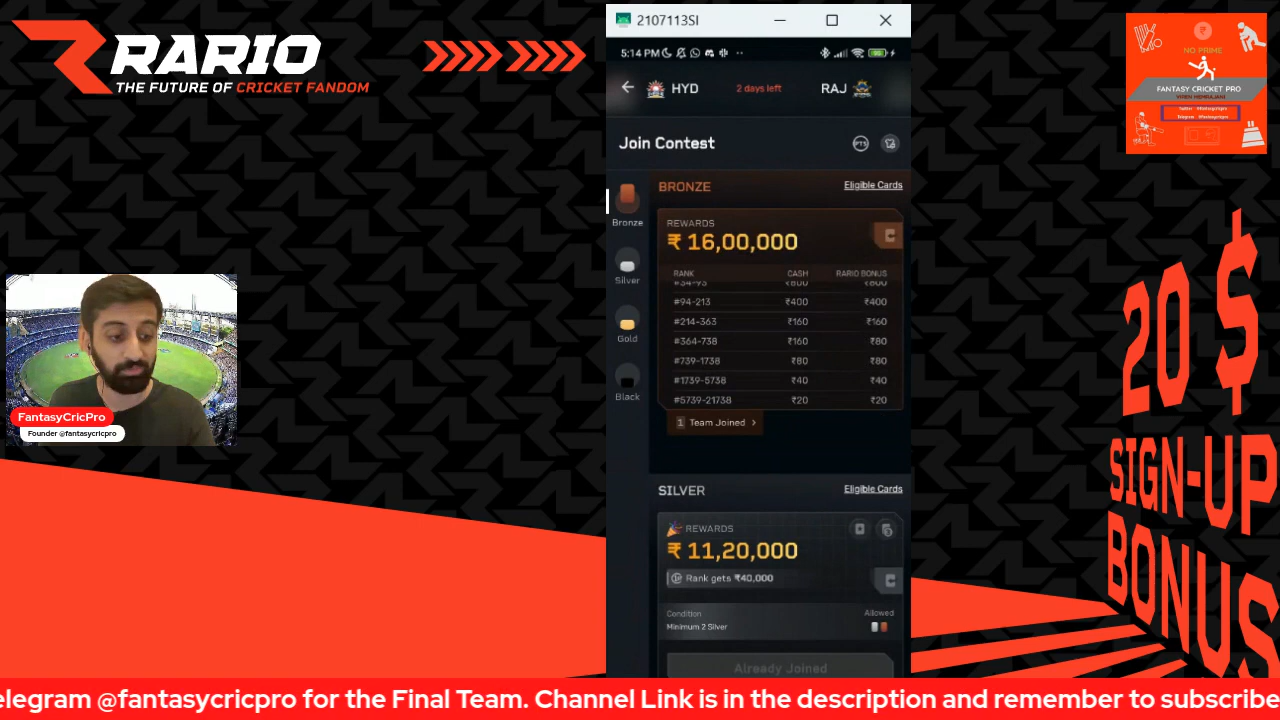 RARIO
THE FUTURE OF CRICKET FANDOM
2107113SI
5:14 PM
HYD
2 days left
RAJ
Join Contest
PTS
Bronze
Silver
Gold
Black
BRONZE
Eligible Cards
REWARDS
₹ 16,00,000
RANK CASH RARIO BONUS
#34-93 ₹800 ₹800
#94-213 ₹400 ₹400
#214-363 ₹160 ₹160
#364-738 ₹160 ₹80
#739-1738 ₹80 ₹80
#1739-5738 ₹40 ₹40
#5739-21738 ₹20 ₹20
1 Team Joined >
SILVER
Eligible Cards
REWARDS
₹ 11,20,000
Rank gets ₹40,000
Condition
Allowed
Minimum 2 Silver
Already Joined
FantasyCricPro
Founder @fantasycricpro
NO PRIME
FANTASY CRICKET PRO
20 $
SIGN-UP
BONUS
elegram @fantasycricpro for the Final Team. Channel Link is in the description and remember to subscribe